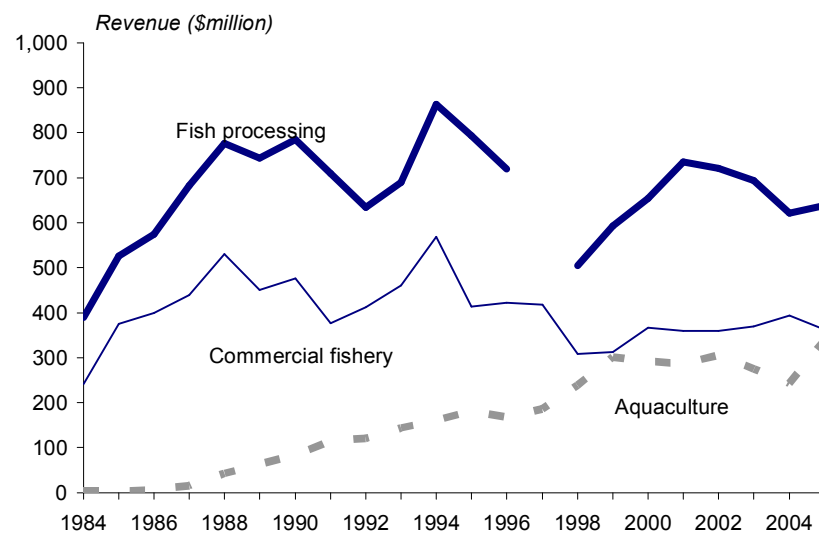 Revenue ($million)
1,000
900
800
700
600
500
400
300
200
100
0
Fish processing
Commercial fishery
Aquaculture
1984 1986 1988 1990 1992 1994 1996 1998 2000 2002 2004